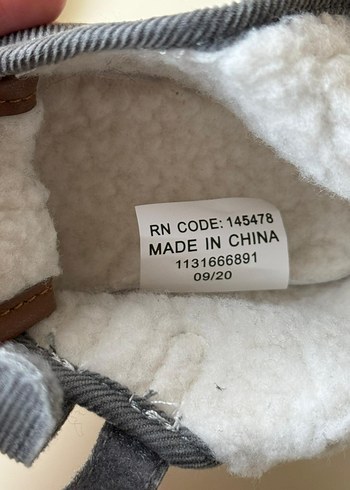 RN CODE: 145478
MADE IN CHINA
1131666891
09/20